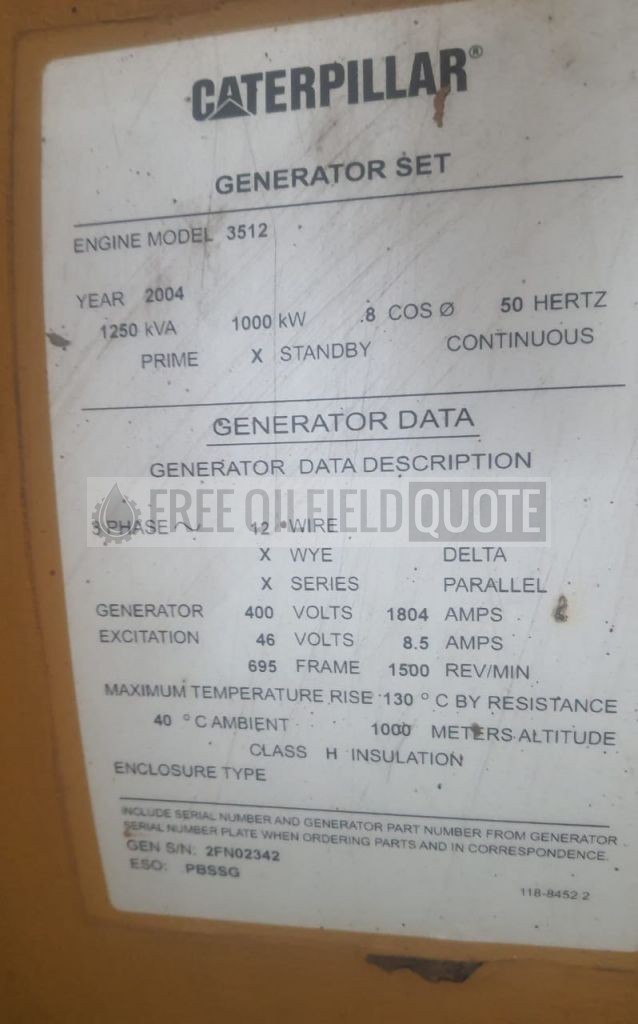 CATERPILLAR®
GENERATOR SET
ENGINE MODEL 3512
YEAR 2004
1250 kVA 1000 kW .8 COS Ø 50 HERTZ
PRIME X STANDBY CONTINUOUS
GENERATOR DATA
GENERATOR DATA DESCRIPTION
FREE OILFIELD QUOTE
3 PHASE ~ 12 WIRE
X WYE DELTA
X SERIES PARALLEL
GENERATOR 400 VOLTS 1804 AMPS
EXCITATION 46 VOLTS 8.5 AMPS
695 FRAME 1500 REV/MIN
MAXIMUM TEMPERATURE RISE 130 °C BY RESISTANCE
40 °C AMBIENT 1000 METERS ALTITUDE
CLASS H INSULATION
ENCLOSURE TYPE
INCLUDE SERIAL NUMBER AND GENERATOR PART NUMBER FROM GENERATOR
SERIAL NUMBER PLATE WHEN ORDERING PARTS AND IN CORRESPONDENCE.
GEN S/N: 2FN02342
ESO: PBSSG
118-8452 2